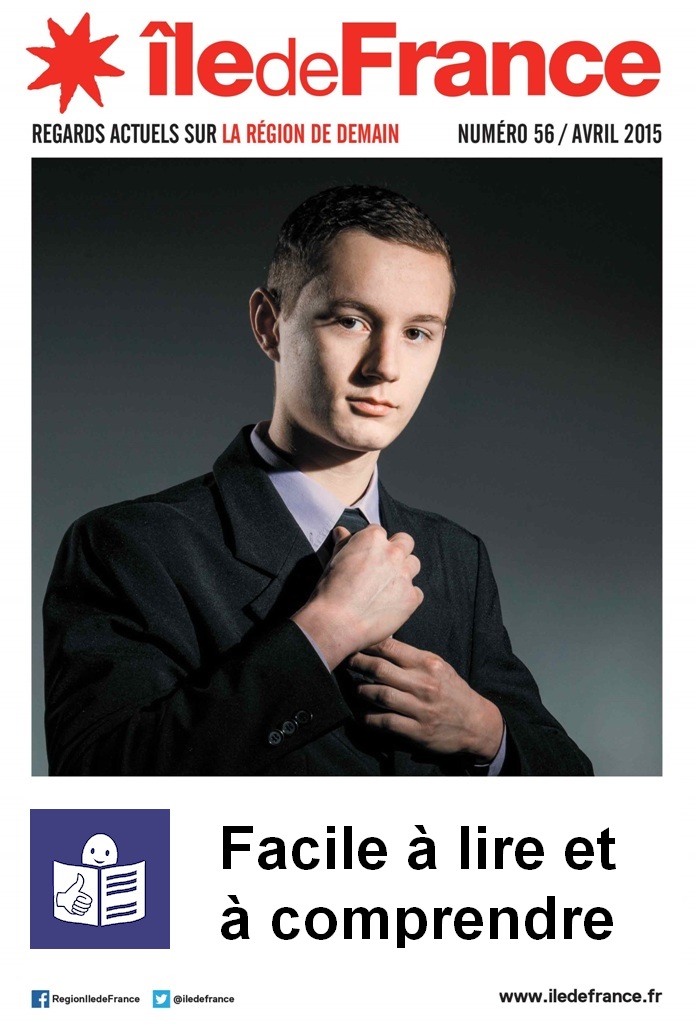 îledeFrance
REGARDS ACTUELS SUR LA RÉGION DE DEMAIN NUMÉRO 56 / AVRIL 2015
Facile à lire et
à comprendre
RegionIledeFrance @iledefrance www.iledefrance.fr